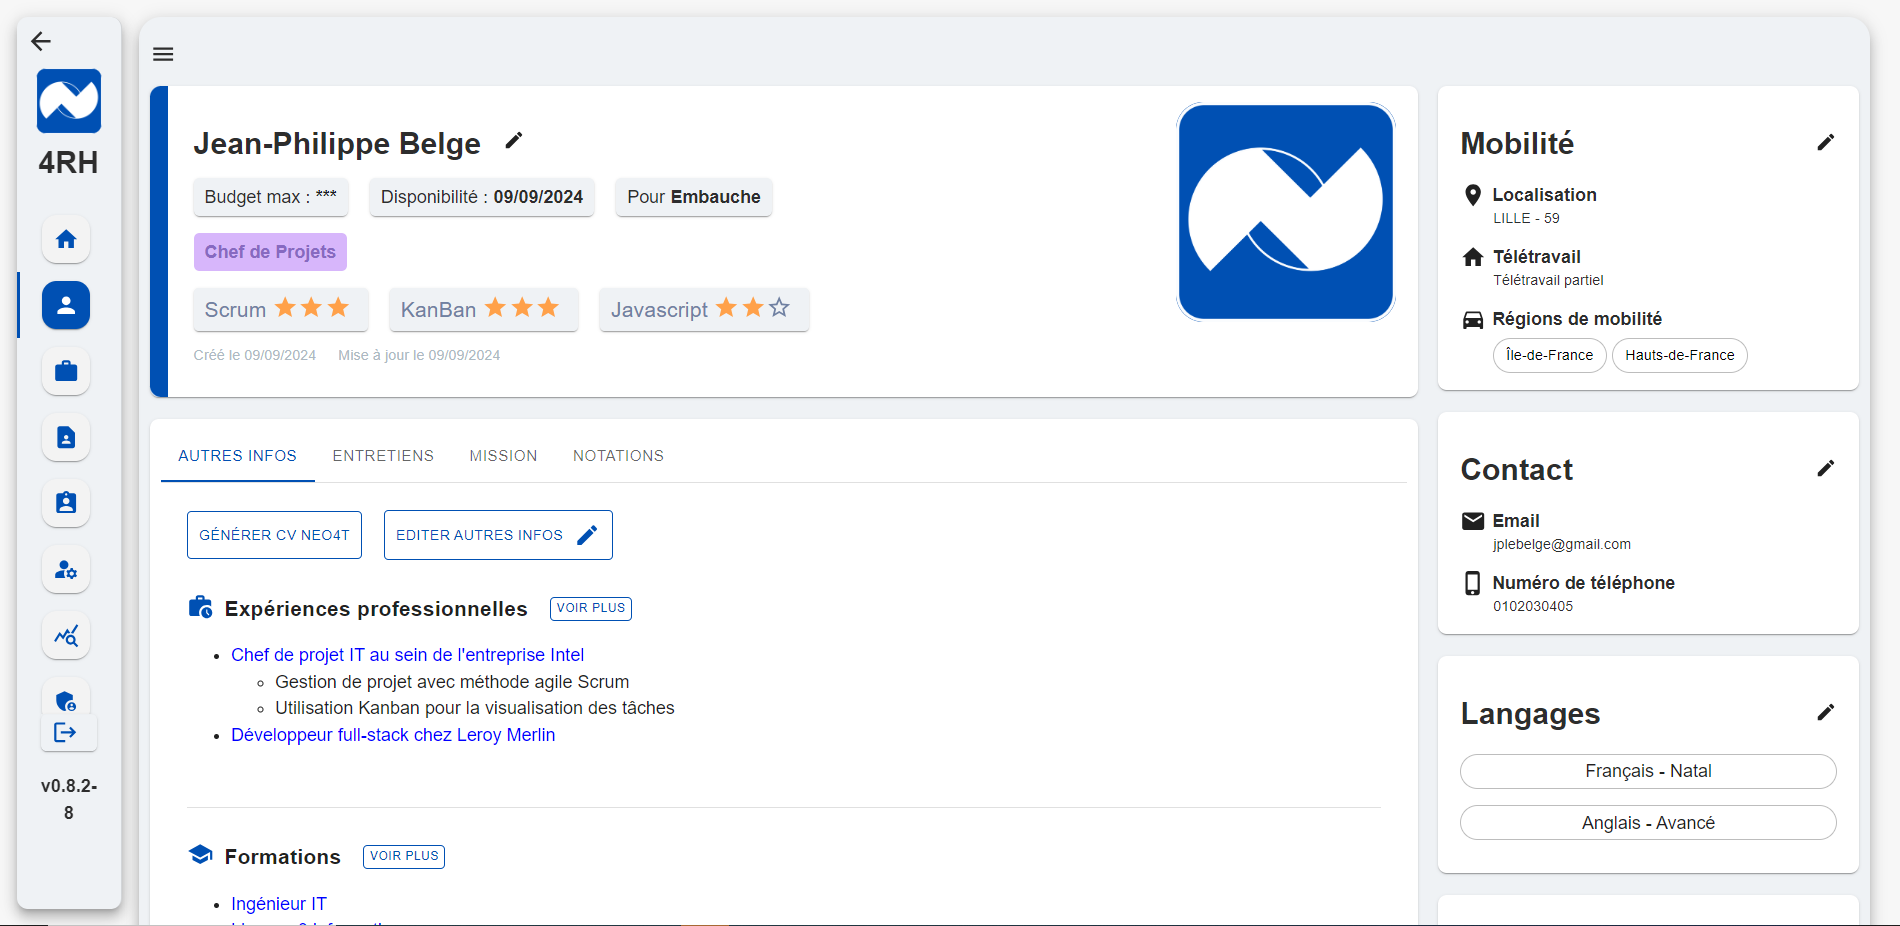 4RH
v0.8.2-
8
Jean-Philippe Belge
Budget max : ***
Disponibilité : 09/09/2024
Pour Embauche
Chef de Projets
Scrum
KanBan
Javascript
Créé le 09/09/2024
Mise à jour le 09/09/2024
AUTRES INFOS
ENTRETIENS
MISSION
NOTATIONS
GÉNÉRER CV NEO4T
EDITER AUTRES INFOS
Expériences professionnelles
VOIR PLUS
Chef de projet IT au sein de l'entreprise Intel
Gestion de projet avec méthode agile Scrum
Utilisation Kanban pour la visualisation des tâches
Développeur full-stack chez Leroy Merlin
Formations
VOIR PLUS
Ingénieur IT
Mobilité
Localisation
LILLE - 59
Télétravail
Télétravail partiel
Régions de mobilité
Île-de-France
Hauts-de-France
Contact
Email
jplebelge@gmail.com
Numéro de téléphone
0102030405
Langages
Français - Natal
Anglais - Avancé